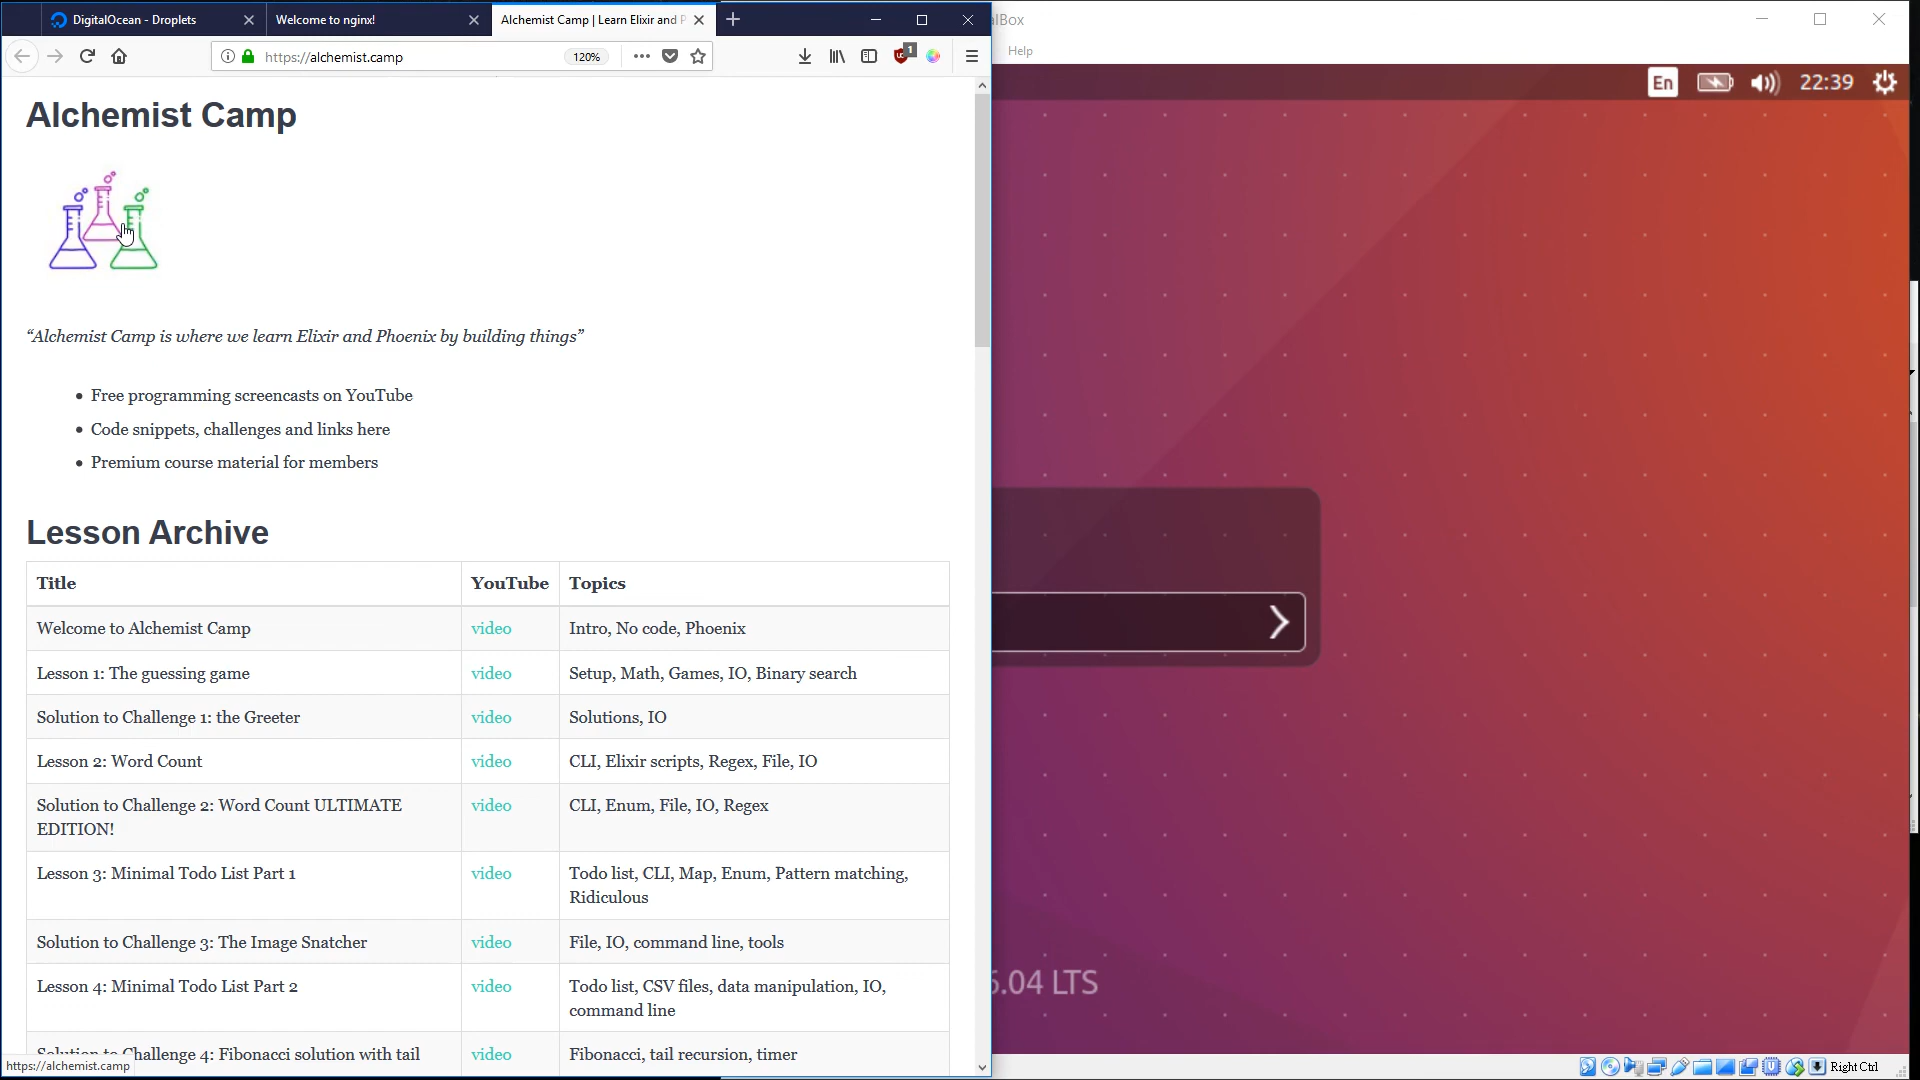 DigitalOcean - Droplets
Welcome to nginx!
Alchemist Camp | Learn Elixir and P
https://alchemist.camp
120%
1
Alchemist Camp
“Alchemist Camp is where we learn Elixir and Phoenix by building things”
Free programming screencasts on YouTube
Code snippets, challenges and links here
Premium course material for members
Lesson Archive
Title YouTube Topics
Welcome to Alchemist Camp video Intro, No code, Phoenix
Lesson 1: The guessing game video Setup, Math, Games, IO, Binary search
Solution to Challenge 1: the Greeter video Solutions, IO
Lesson 2: Word Count video CLI, Elixir scripts, Regex, File, IO
Solution to Challenge 2: Word Count ULTIMATE video CLI, Enum, File, IO, Regex
EDITION!
Lesson 3: Minimal Todo List Part 1 video Todo list, CLI, Map, Enum, Pattern matching,
Ridiculous
Solution to Challenge 3: The Image Snatcher video File, IO, command line, tools
Lesson 4: Minimal Todo List Part 2 video Todo list, CSV files, data manipulation, IO,
command line
Solution to Challenge 4: Fibonacci solution with tail video Fibonacci, tail recursion, timer
https://alchemist.camp
lBox
Help
En
22:39
6.04 LTS
Right Ctrl